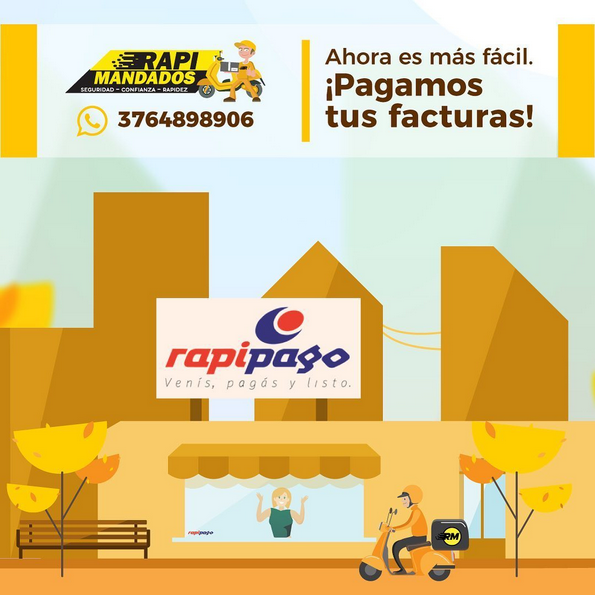 RAPI
MANDADOS
SEGURIDAD - CONFIANZA - RAPIDEZ
3764898906
Ahora es más fácil.
¡Pagamos
tus facturas!
rapipago
Venís, pagás y listo.
rapipago
RM